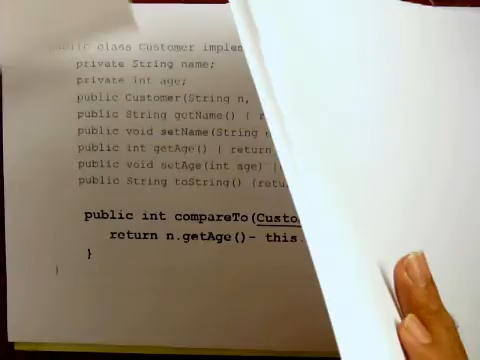 public class Customer implem
private String name;
private int age;
public Customer(String n,
public String getName() { r
public void setName(String n
public int getAge() { return
public void setAge(int age) {
public String toString() {retu
public int compareTo(Custo
return n.getAge()- this.
}
}